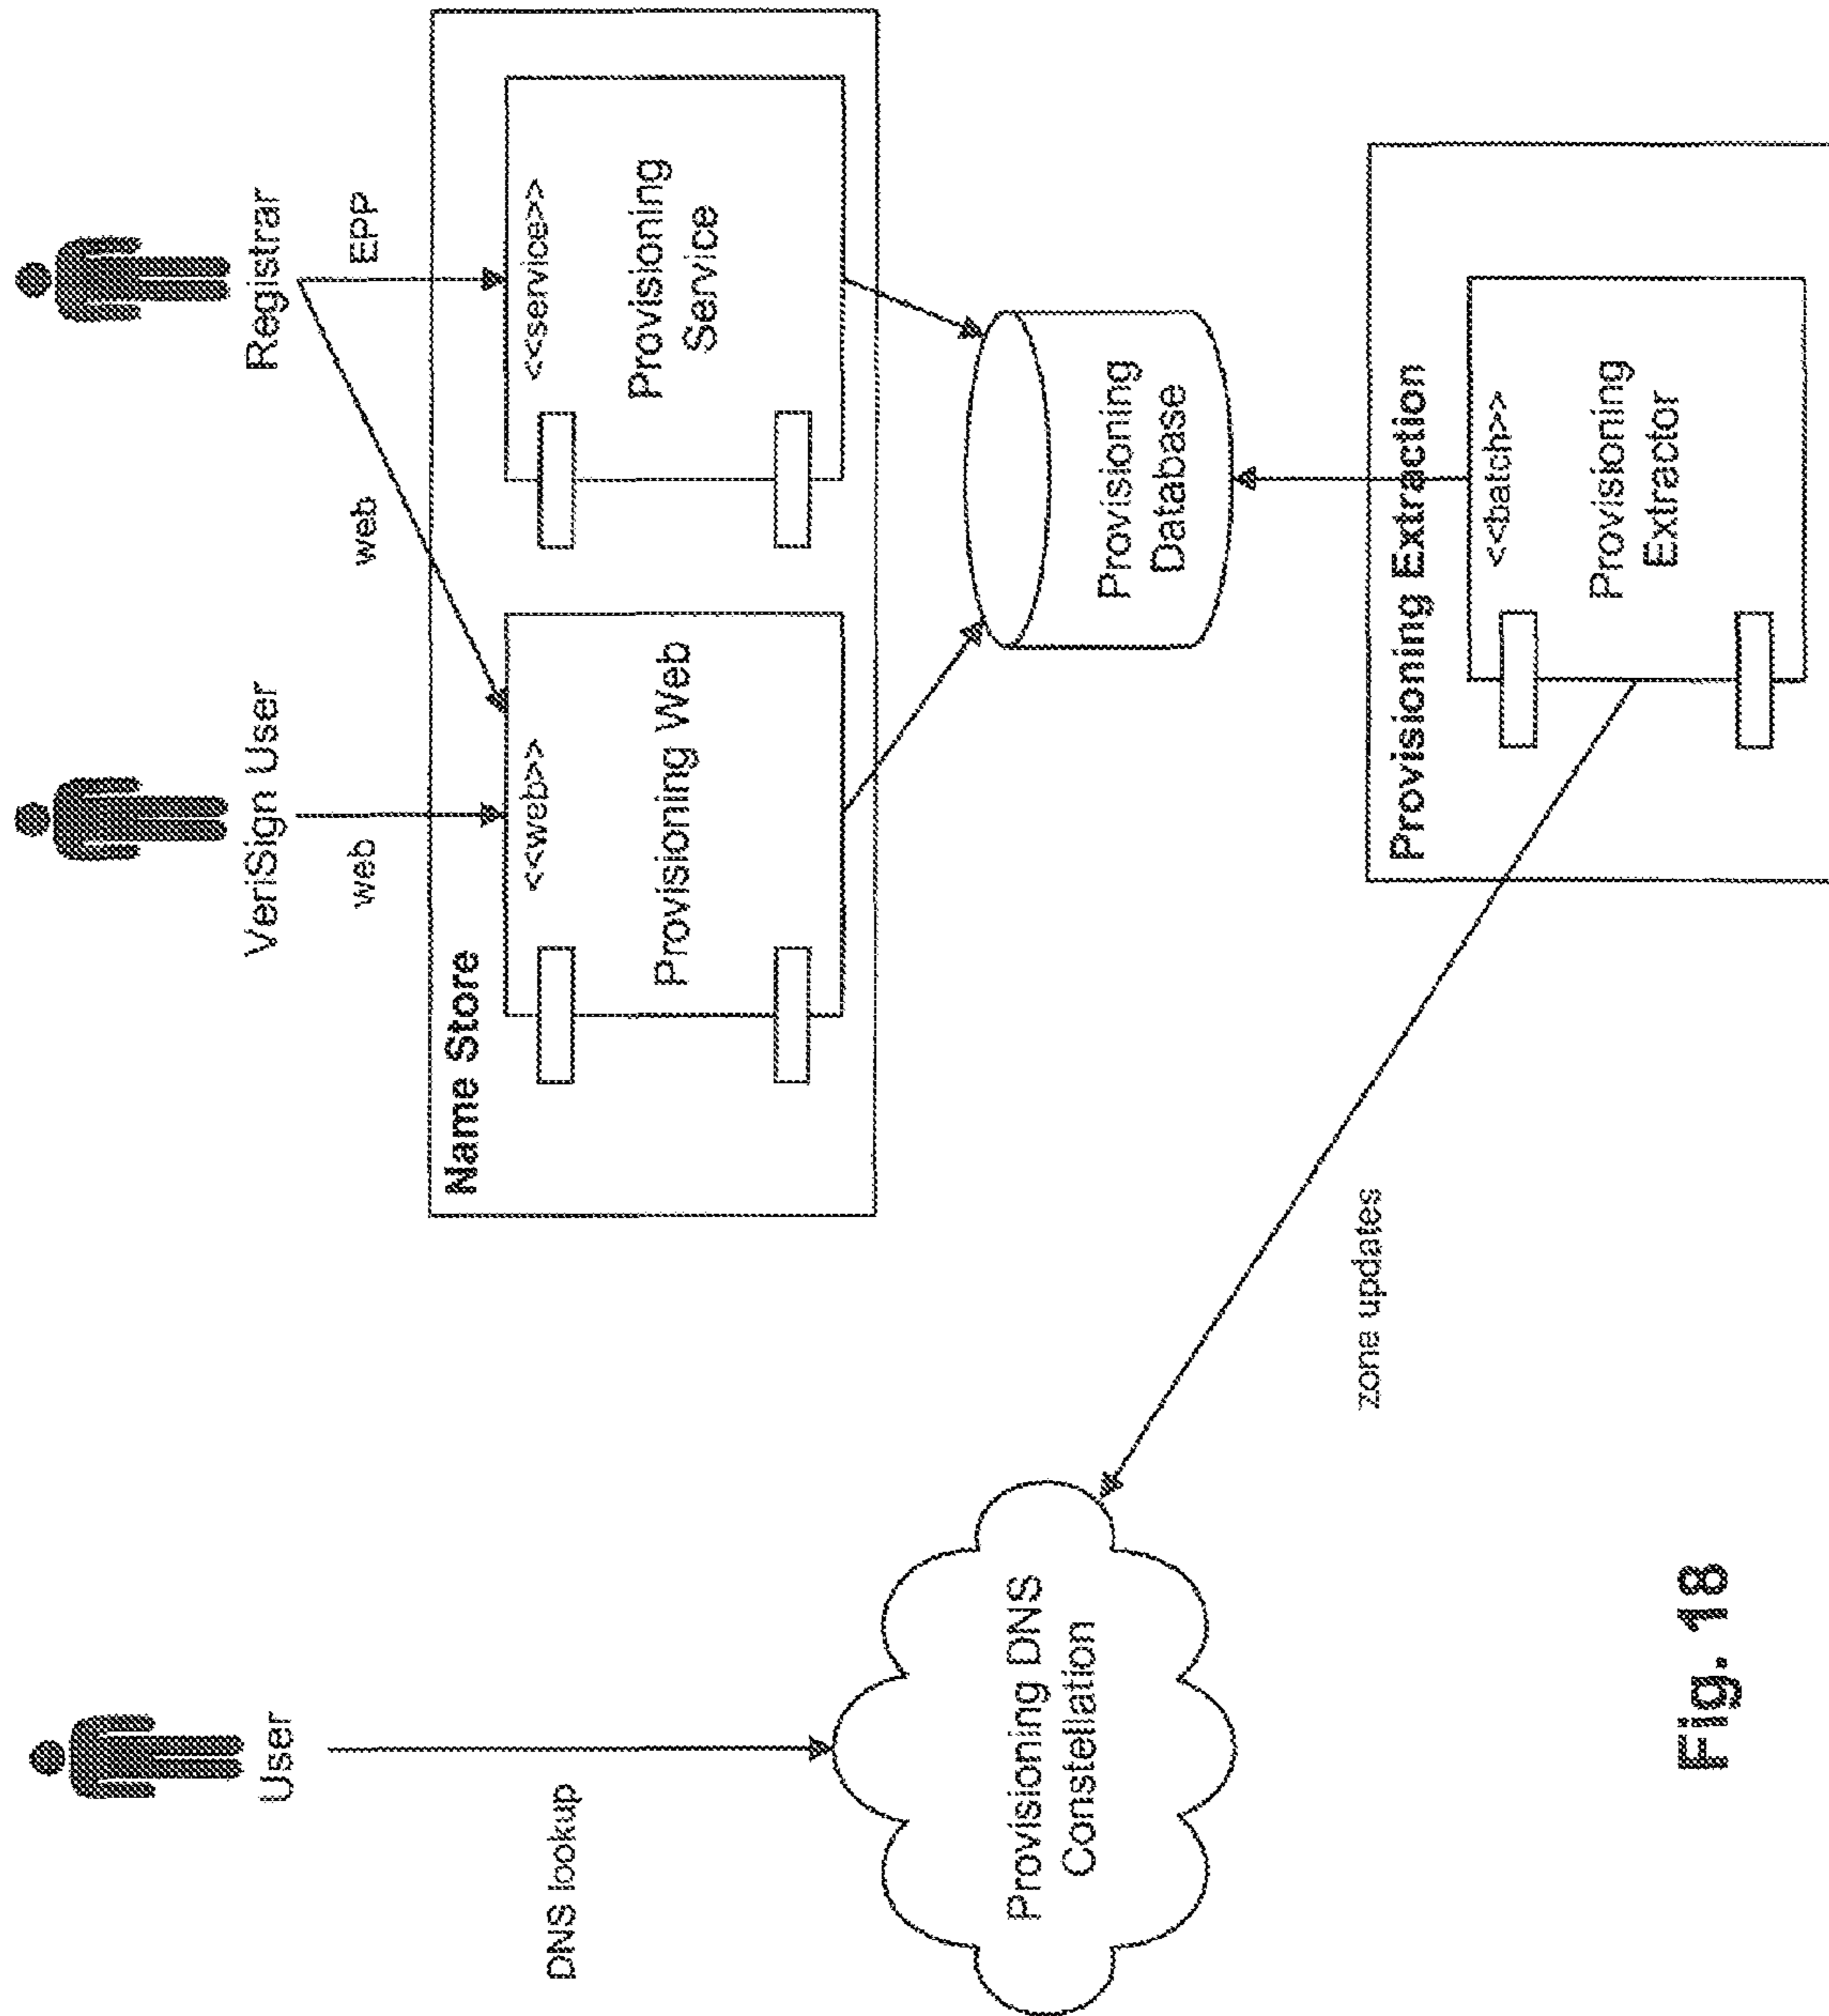 User
VeriSign User
Registrar
DNS lookup
web
web
EPP
Name Store
<<web>>
Provisioning Web
<<service>>
Provisioning
Service
Provisioning DNS
Constellation
Provisioning
Database
zone updates
Provisioning Extraction
<<batch>>
Provisioning
Extractor
Fig. 18